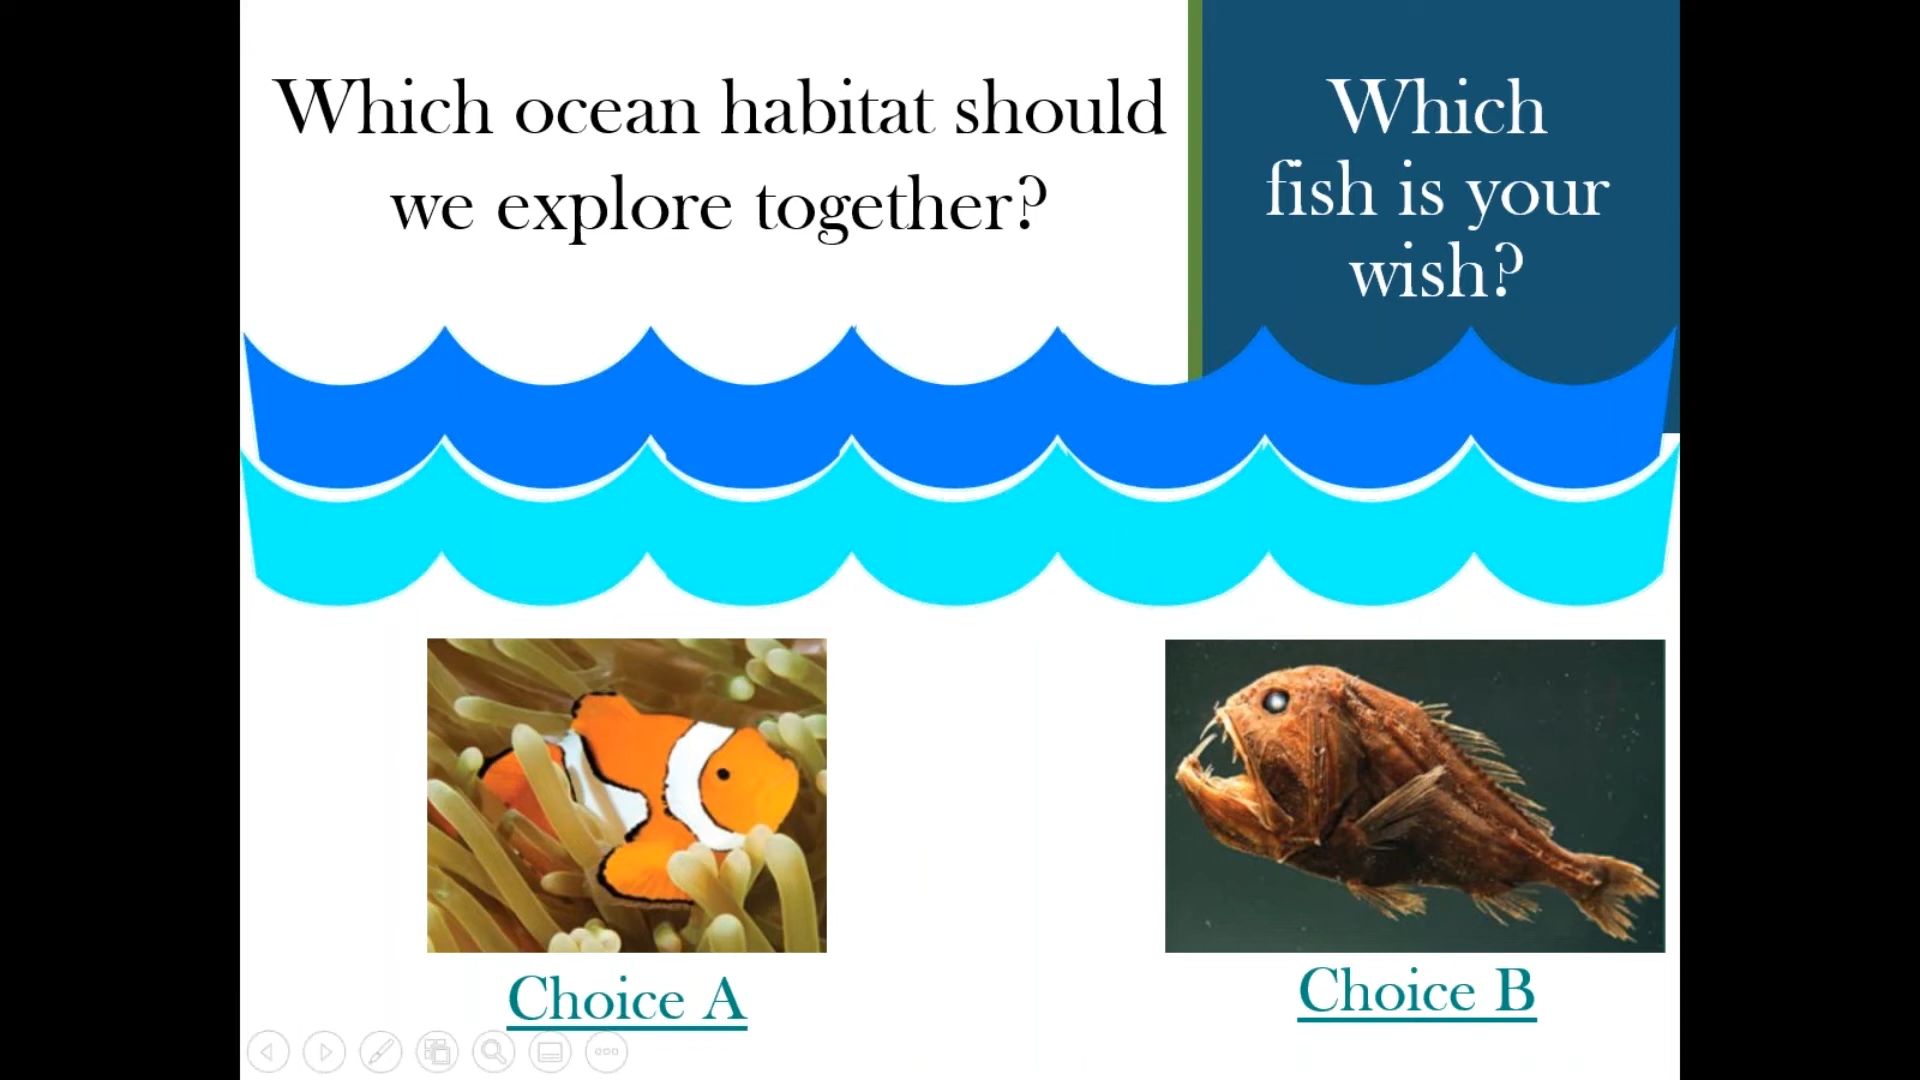 Which ocean habitat should
we explore together?
Which
fish is your
wish?
Choice A
Choice B